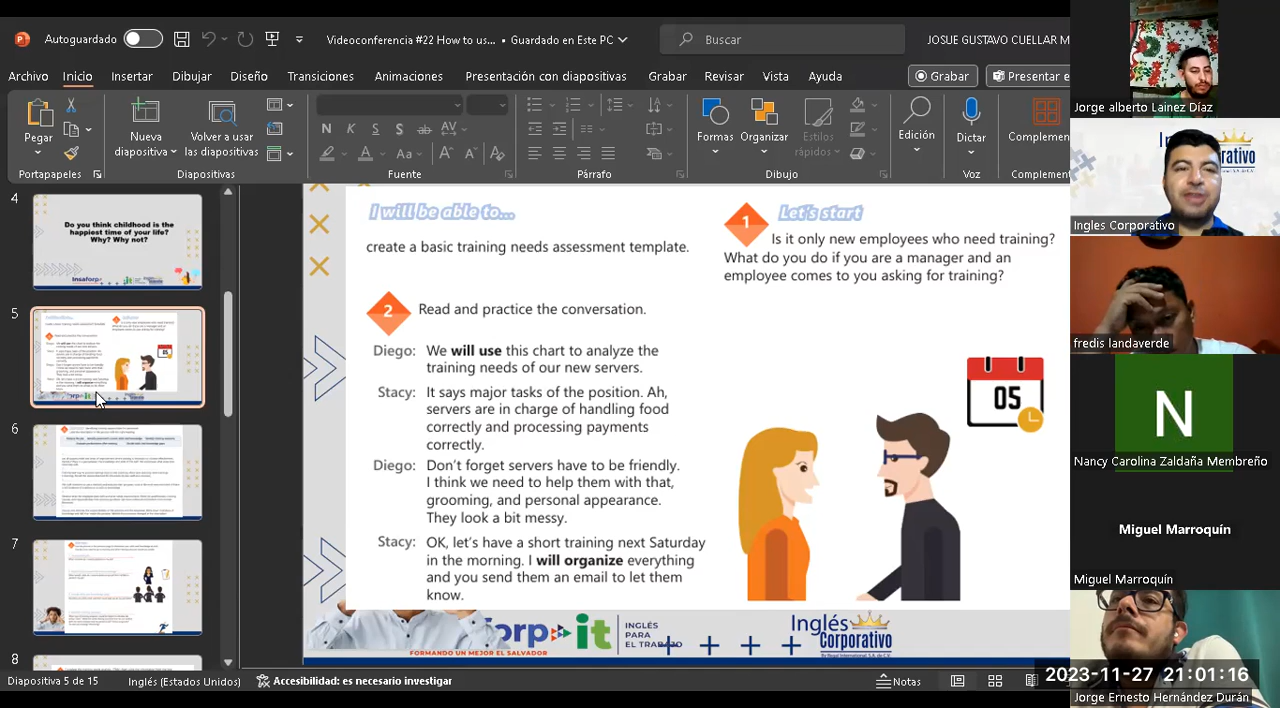 Autoguardado
Videoconferencia #22 How to us... • Guardado en Este PC
Buscar
JOSUE GUSTAVO CUELLAR M
Archivo Inicio Insertar Dibujar Diseño Transiciones Animaciones Presentación con diapositivas Grabar Revisar Vista Ayuda
Grabar
Presentar e
Pegar
Nueva
diapositiva
Volver a usar
las diapositivas
Formas
Organizar
Estilos
rápidos
Edición
Dictar
Complemen
Portapapeles
Diapositivas
Fuente
Párrafo
Dibujo
Voz
Complement
4
Do you think childhood is the
happiest time of your life?
Why? Why not?
5
6
7
8
I will be able to...
create a basic training needs assessment template.
1
Let's start
Is it only new employees who need training?
What do you do if you are a manager and an
employee comes to you asking for training?
2
Read and practice the conversation.
Diego: We will use this chart to analyze the
training needs of our new servers.
Stacy: It says major tasks of the position. Ah,
servers are in charge of handling food
correctly and processing payments
correctly.
Diego: Don't forget servers have to be friendly.
I think we need to help them with that,
grooming, and personal appearance.
They look a bit messy.
Stacy: OK, let's have a short training next Saturday
in the morning. I will organize everything
and you send them an email to let them
know.
05
forp
it
INGLÉS
PARA
EL TRABAJO
FORMANDO UN MEJOR EL SALVADOR
Inglés
Corporativo
Diapositiva 5 de 15
Inglés (Estados Unidos)
Accesibilidad: es necesario investigar
Notas
Jorge alberto Lainez Díaz
Ingles Corporativo
fredis landaverde
N
Nancy Carolina Zaldaña Membreño
Miguel Marroquín
Miguel Marroquín
2023-11-27 21:01:16
Jorge Ernesto Hernández Durán